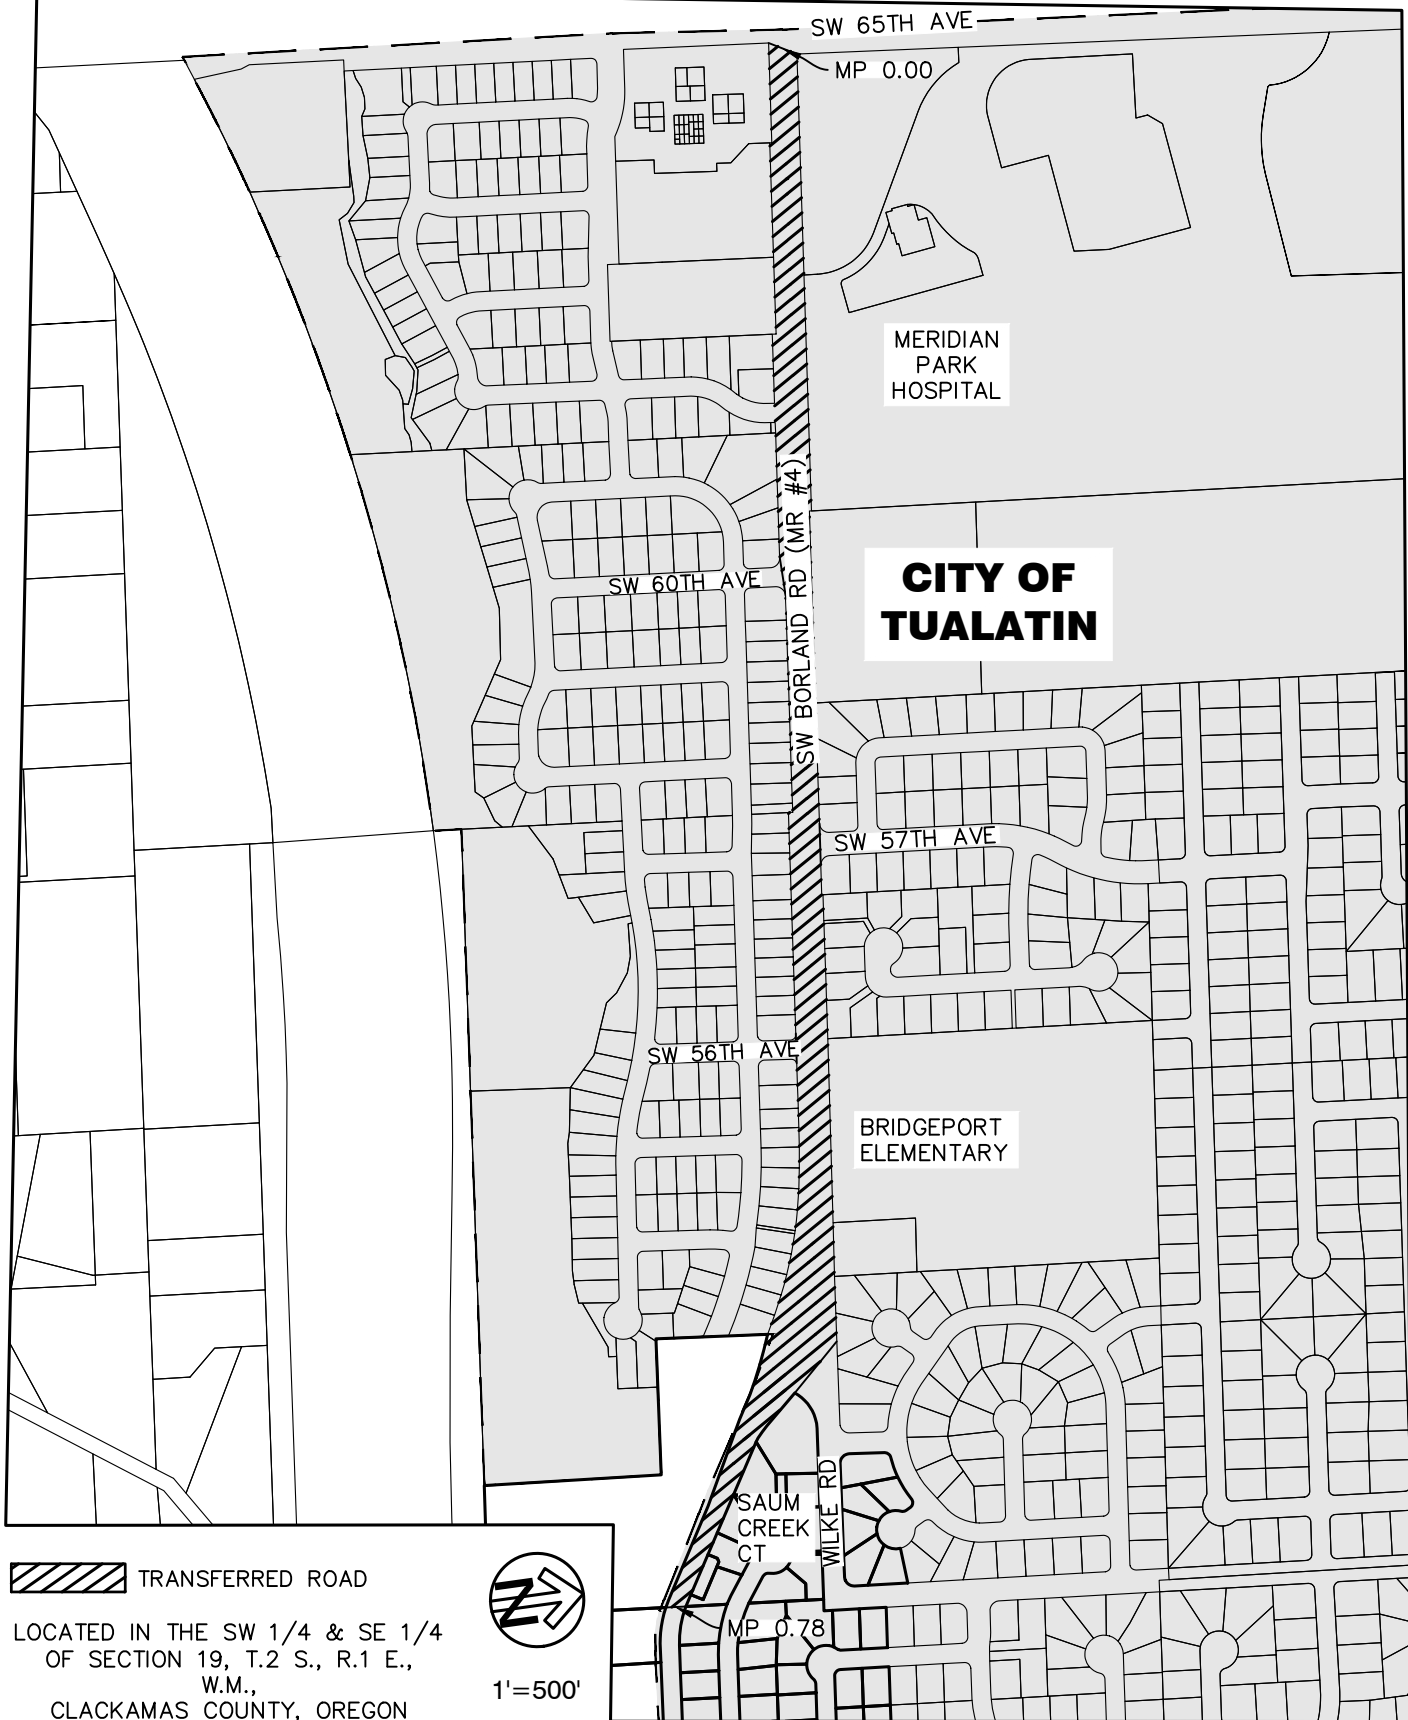 SW 65TH AVE
MP 0.00
MERIDIAN
PARK
HOSPITAL
SW BORLAND RD (MR #4)
CITY OF
TUALATIN
SW 60TH AVE
SW 57TH AVE
SW 56TH AVE
BRIDGEPORT
ELEMENTARY
WILKE RD
SAUM
CREEK
CT
MP 0.78
TRANSFERRED ROAD
N
LOCATED IN THE SW 1/4 & SE 1/4
OF SECTION 19, T.2 S., R.1 E.,
W.M.,
CLACKAMAS COUNTY, OREGON
1'=500'